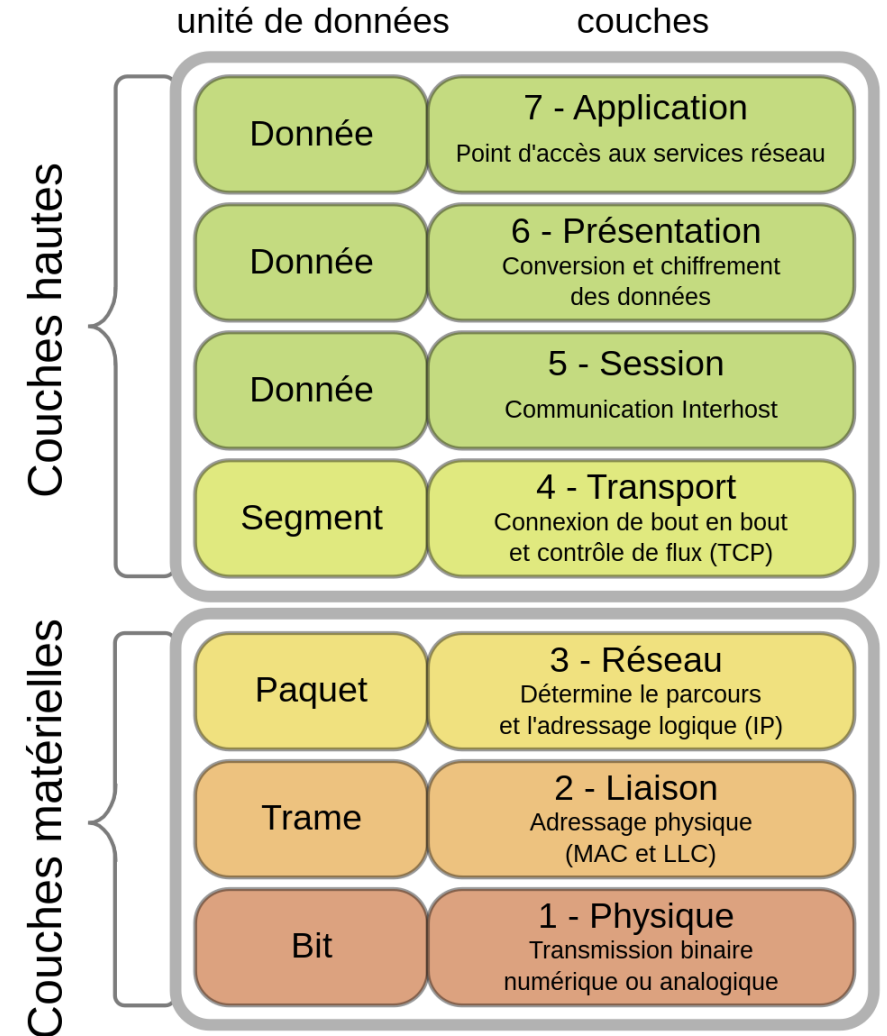 unité de données couches
Couches hautes
Donnée
7 - Application
Point d'accès aux services réseau
Donnée
6 - Présentation
Conversion et chiffrement
des données
Donnée
5 - Session
Communication Interhost
Segment
4 - Transport
Connexion de bout en bout
et contrôle de flux (TCP)
Couches matérielles
Paquet
3 - Réseau
Détermine le parcours
et l'adressage logique (IP)
Trame
2 - Liaison
Adressage physique
(MAC et LLC)
Bit
1 - Physique
Transmission binaire
numérique ou analogique